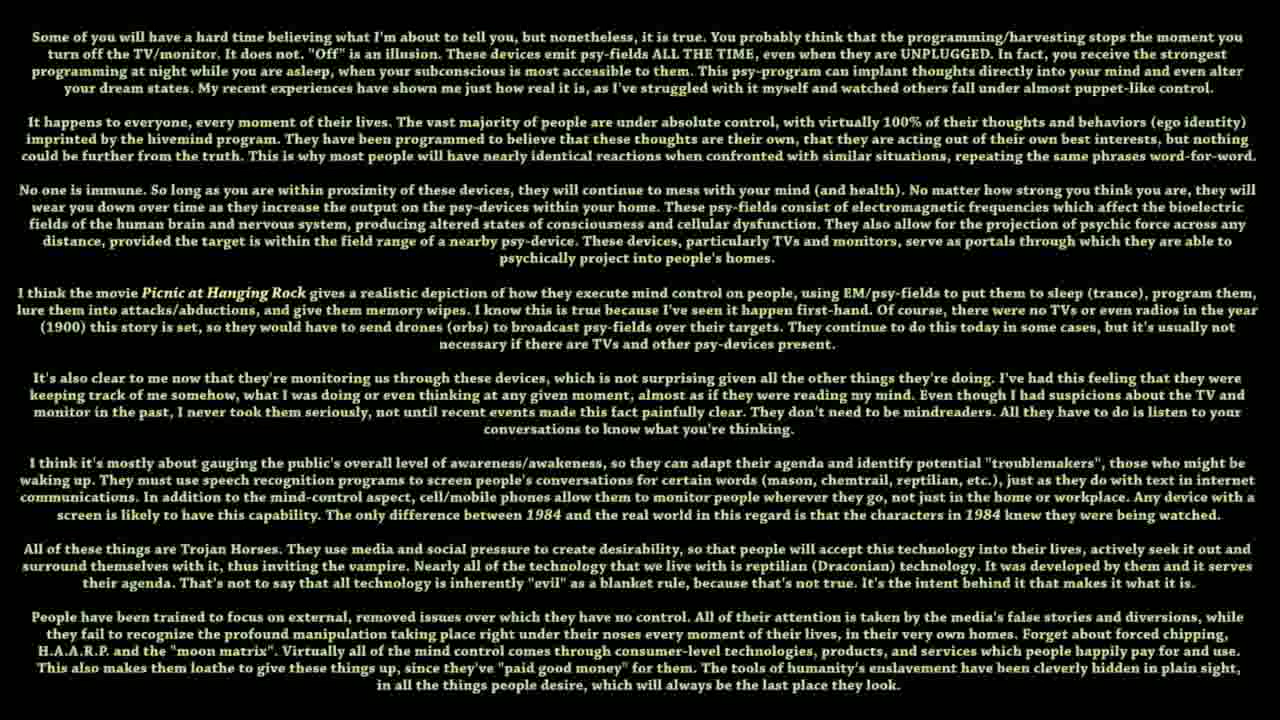 Some of you will have a hard time believing what I'm about to tell you, but nonetheless, it is true. You probably think that the programming/harvesting stops the moment you
turn off the TV/monitor. It does not. "Off" is an illusion. These devices emit psy-fields ALL THE TIME, even when they are UNPLUGGED. In fact, you receive the strongest
programming at night while you are asleep, when your subconscious is most accessible to them. This psy-program can implant thoughts directly into your mind and even alter
your dream states. My recent experiences have shown me just how real it is, as I've struggled with it myself and watched others fall under almost puppet-like control.
It happens to everyone, every moment of their lives. The vast majority of people are under absolute control, with virtually 100% of their thoughts and behaviors (ego identity)
imprinted by the hivemind program. They have been programmed to believe that these thoughts are their own, that they are acting out of their own best interests, but nothing
could be further from the truth. This is why most people will have nearly identical reactions when confronted with similar situations, repeating the same phrases word-for-word.
No one is immune. So long as you are within proximity of these devices, they will continue to mess with your mind (and health). No matter how strong you think you are, they will
wear you down over time as they increase the output on the psy-devices within your home. These psy-fields consist of electromagnetic frequencies which affect the bioelectric
fields of the human brain and nervous system, producing altered states of consciousness and cellular dysfunction. They also allow for the projection of psychic force across any
distance, provided the target is within the field range of a nearby psy-device. These devices, particularly TVs and monitors, serve as portals through which they are able to
psychically project into people's homes.
I think the movie Picnic at Hanging Rock gives a realistic depiction of how they execute mind control on people, using EM/psy-fields to put them to sleep (trance), program them,
lure them into attacks/abductions, and give them memory wipes. I know this is true because I've seen it happen first-hand. Of course, there were no TVs or even radios in the year
(1900) this story is set, so they would have to send drones (orbs) to broadcast psy-fields over their targets. They continue to do this today in some cases, but it's usually not
necessary if there are TVs and other psy-devices present.
It's also clear to me now that they're monitoring us through these devices, which is not surprising given all the other things they're doing. I've had this feeling that they were
keeping track of me somehow, what I was doing or even thinking at any given moment, almost as if they were reading my mind. Even though I had suspicions about the TV and
monitor in the past, I never took them seriously, not until recent events made this fact painfully clear. They don't need to be mindreaders. All they have to do is listen to your
conversations to know what you're thinking.
I think it's mostly about gauging the public's overall level of awareness/awakeness, so they can adapt their agenda and identify potential "troublemakers", those who might be
waking up. They must use speech recognition programs to screen people's conversations for certain words (mason, chemtrail, reptilian, etc.), just as they do with text in internet
communications. In addition to the mind-control aspect, cell/mobile phones allow them to monitor people wherever they go, not just in the home or workplace. Any device with a
screen is likely to have this capability. The only difference between 1984 and the real world in this regard is that the characters in 1984 knew they were being watched.
All of these things are Trojan Horses. They use media and social pressure to create desirability, so that people will accept this technology into their lives, actively seek it out and
surround themselves with it, thus inviting the vampire. Nearly all of the technology that we live with is reptilian (Draconian) technology. It was developed by them and it serves
their agenda. That's not to say that all technology is inherently "evil" as a blanket rule, because that's not true. It's the intent behind it that makes it what it is.
People have been trained to focus on external, removed issues over which they have no control. All of their attention is taken by the media's false stories and diversions, while
they fail to recognize the profound manipulation taking place right under their noses every moment of their lives, in their very own homes. Forget about forced chipping,
H.A.A.R.P. and the "moon matrix". Virtually all of the mind control comes through consumer-level technologies, products, and services which people happily pay for and use.
This also makes them loathe to give these things up, since they've "paid good money" for them. The tools of humanity's enslavement have been cleverly hidden in plain sight,
in all the things people desire, which will always be the last place they look.